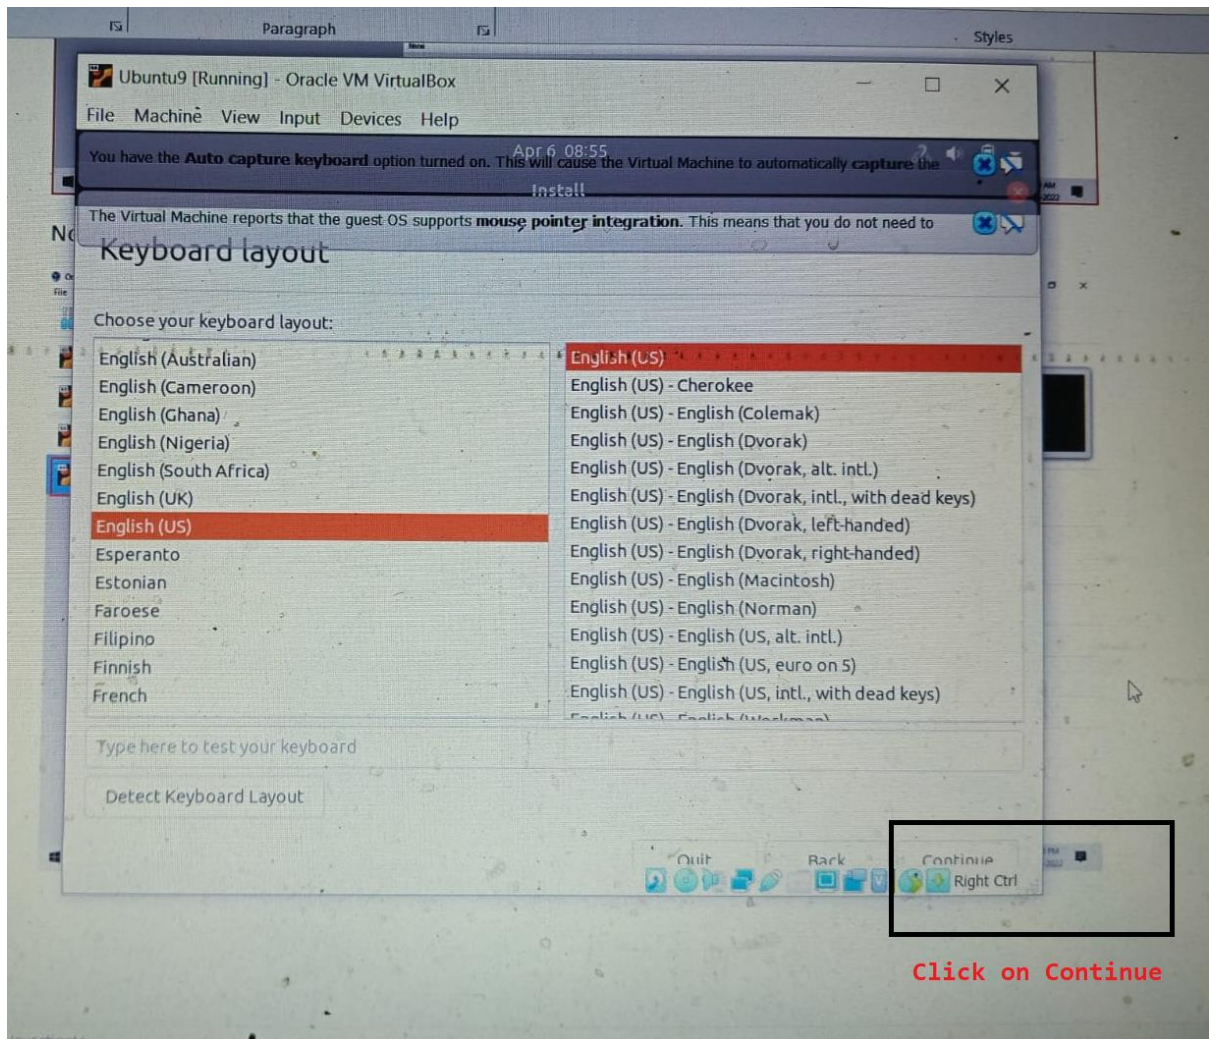 Paragraph
Styles
None
Ubuntu9 [Running] - Oracle VM VirtualBox
File Machine View Input Devices Help
Apr 6 08:55
You have the Auto capture keyboard option turned on. This will cause the Virtual Machine to automatically capture the
Install
The Virtual Machine reports that the guest OS supports mouse pointer integration. This means that you do not need to
Keyboard layout
File
Choose your keyboard layout:
English (Australian)
English (Cameroon)
English (Ghana)
English (Nigeria)
English (South Africa)
English (UK)
English (US)
Esperanto
Estonian
Faroese
Filipino
Finnish
French
English (US)
English (US) - Cherokee
English (US) - English (Colemak)
English (US) - English (Dvorak)
English (US) - English (Dvorak, alt. intl.)
English (US) - English (Dvorak, intl., with dead keys)
English (US) - English (Dvorak, left-handed)
English (US) - English (Dvorak, right-handed)
English (US) - English (Macintosh)
English (US) - English (Norman)
English (US) - English (US, alt. intl.)
English (US) - English (US, euro on 5)
English (US) - English (US, intl., with dead keys)
English (US) - English (Workman)
Type here to test your keyboard
Detect Keyboard Layout
Quit Back Continue
Right Ctrl
Click on Continue